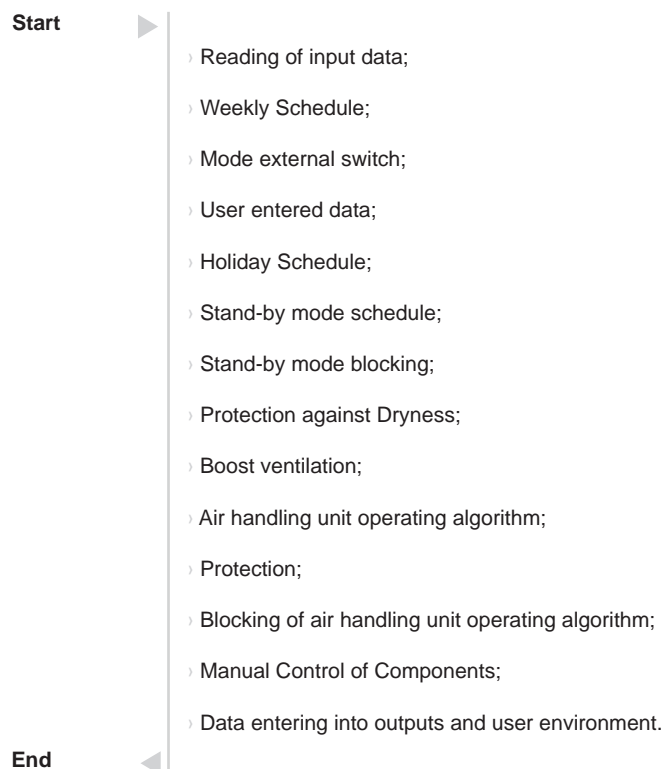 Start
› Reading of input data;
› Weekly Schedule;
› Mode external switch;
› User entered data;
› Holiday Schedule;
› Stand-by mode schedule;
› Stand-by mode blocking;
› Protection against Dryness;
› Boost ventilation;
› Air handling unit operating algorithm;
› Protection;
› Blocking of air handling unit operating algorithm;
› Manual Control of Components;
› Data entering into outputs and user environment.
End